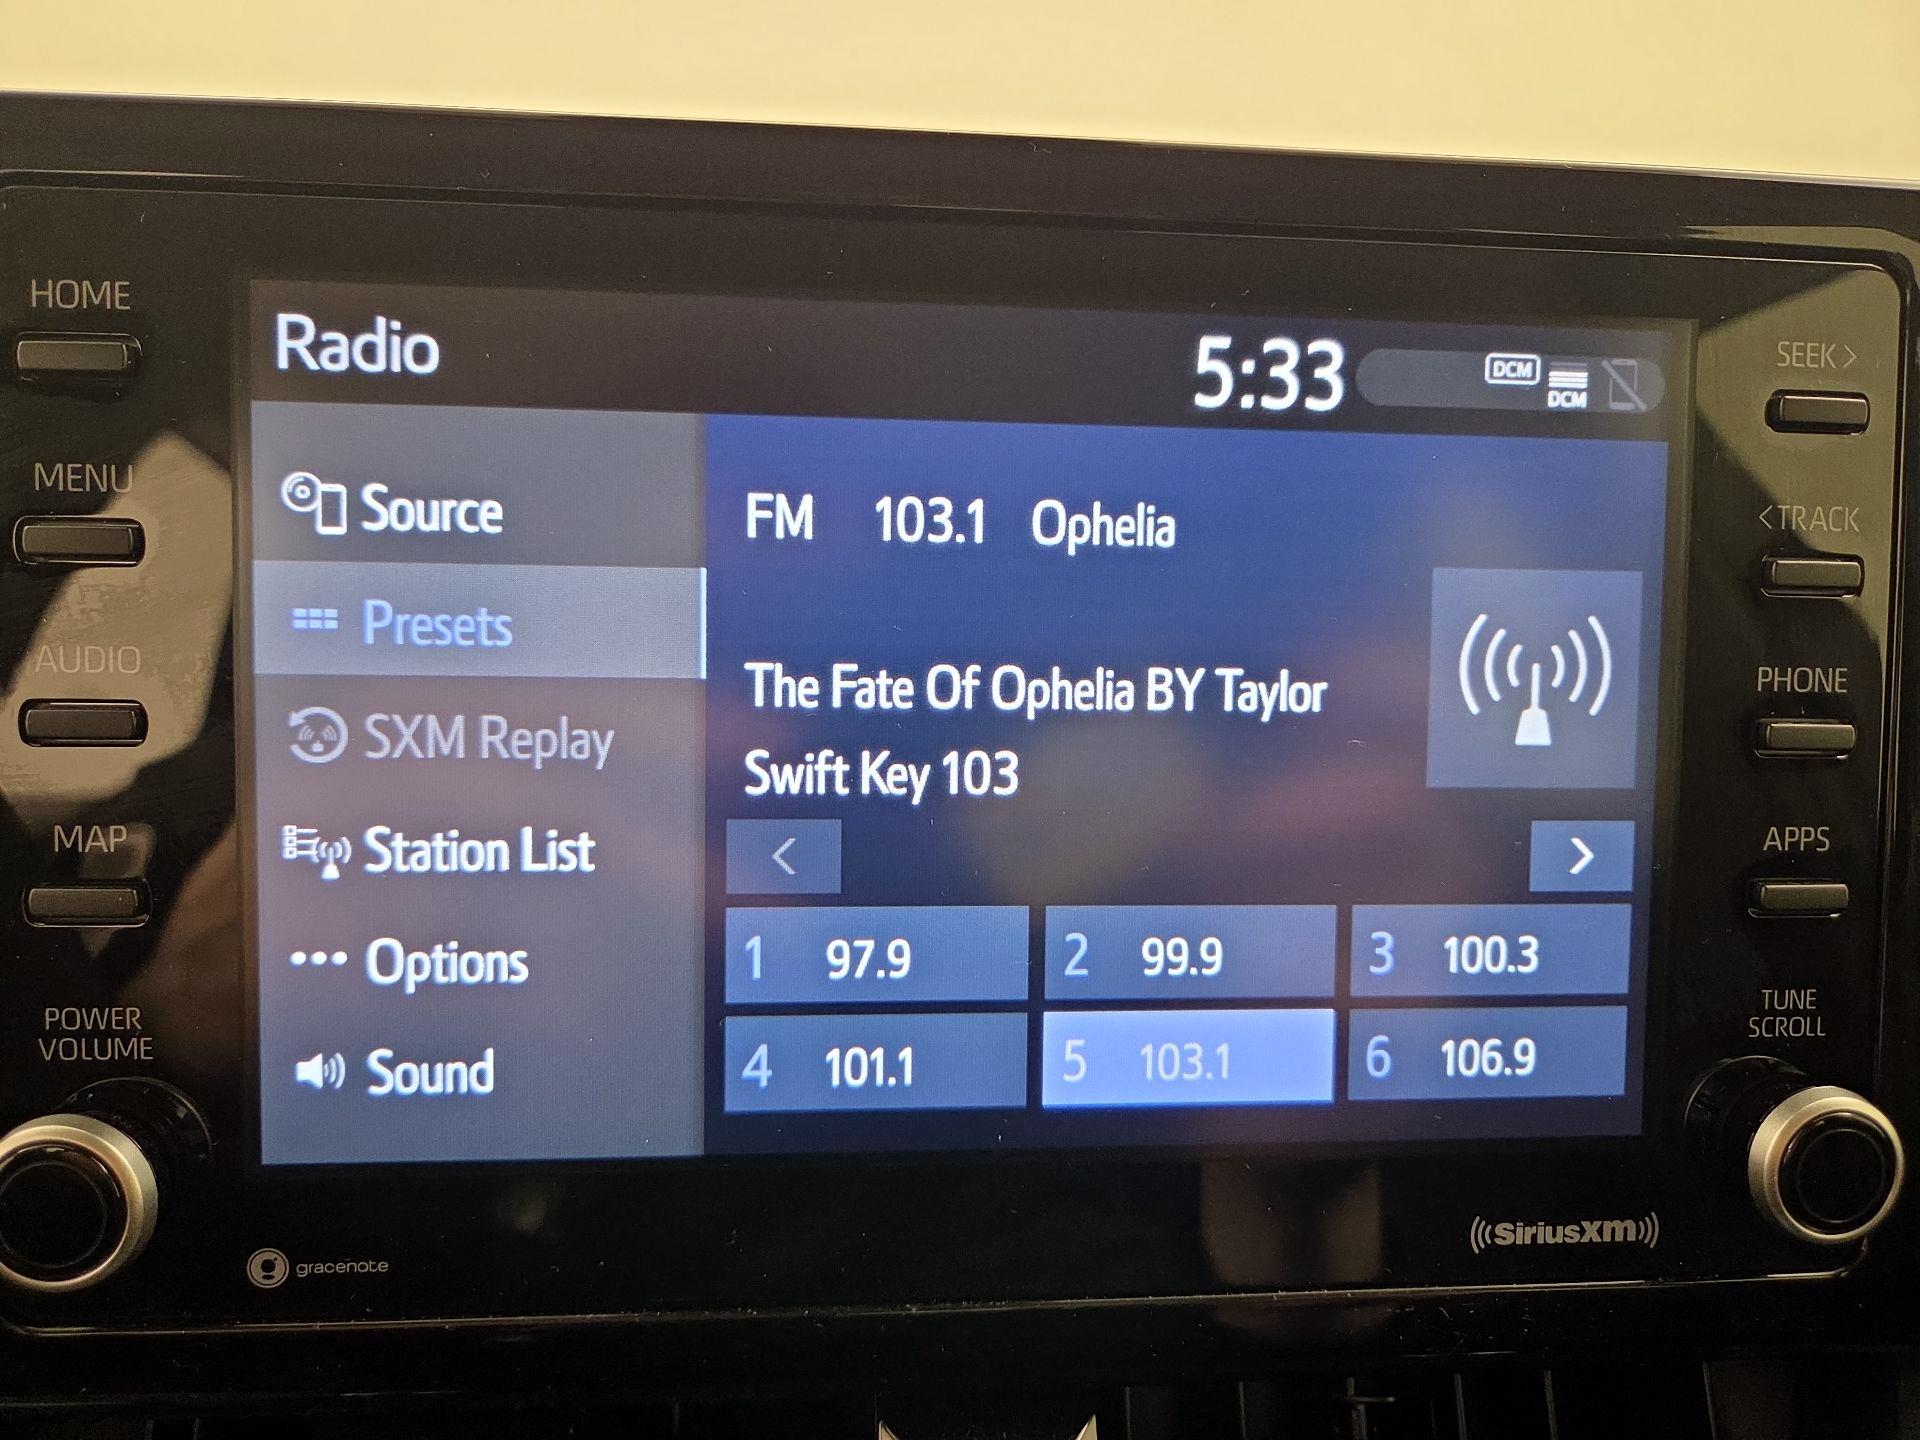 HOME
MENU
AUDIO
MAP
POWER
VOLUME
Radio
5:33
DCM
DCM
Source
Presets
SXM Replay
Station List
Options
Sound
FM 103.1 Ophelia
The Fate Of Ophelia BY Taylor
Swift Key 103
< >
1 97.9 2 99.9 3 100.3
4 101.1 5 103.1 6 106.9
SEEK >
< TRACK
PHONE
APPS
TUNE
SCROLL
gracenote
((SiriusXM))